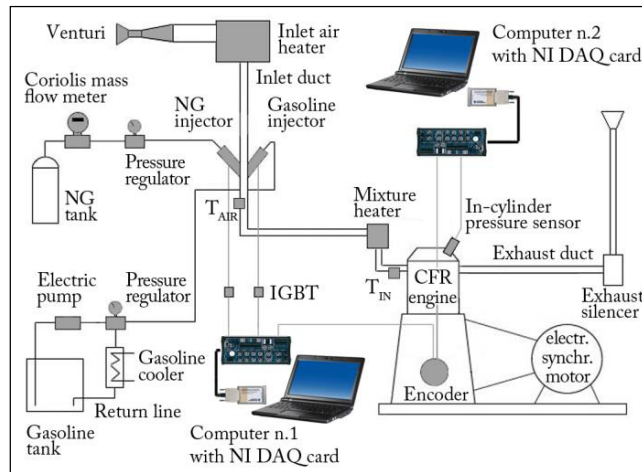 Venturi
Inlet air
heater
Computer n.2
with NI DAQ card
Coriolis mass
flow meter
Inlet duct
NG
injector
Gasoline
injector
Pressure
regulator
NG
tank
T AIR
Mixture
heater
In-cylinder
pressure sensor
Exhaust duct
Electric
pump
Pressure
regulator
IGBT
T IN
CFR
engine
Exhaust
silencer
Gasoline
cooler
electr.
synchr.
motor
Return line
Encoder
Gasoline
tank
Computer n.1
with NI DAQ card